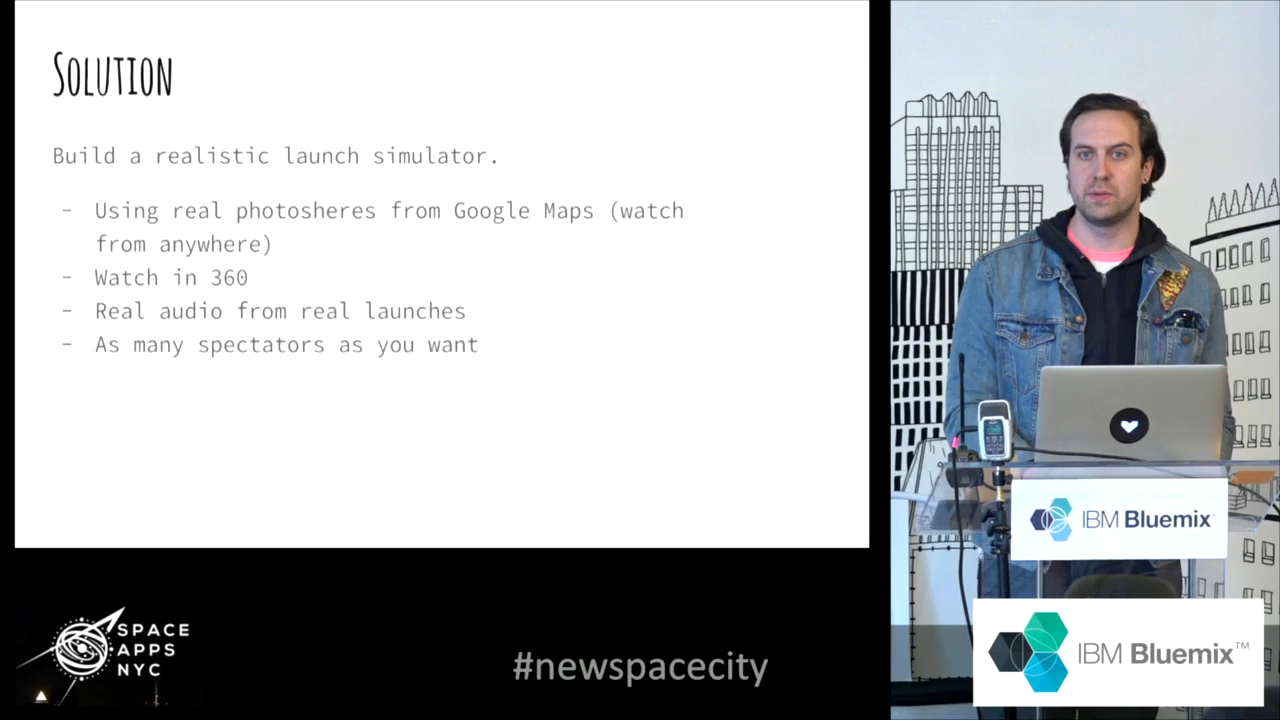 SOLUTION
Build a realistic launch simulator.
- Using real photosheres from Google Maps (watch
from anywhere)
- Watch in 360
- Real audio from real launches
- As many spectators as you want
IBM Bluemix
SPACE
APPS
NYC
#newspacecity
IBM Bluemix™